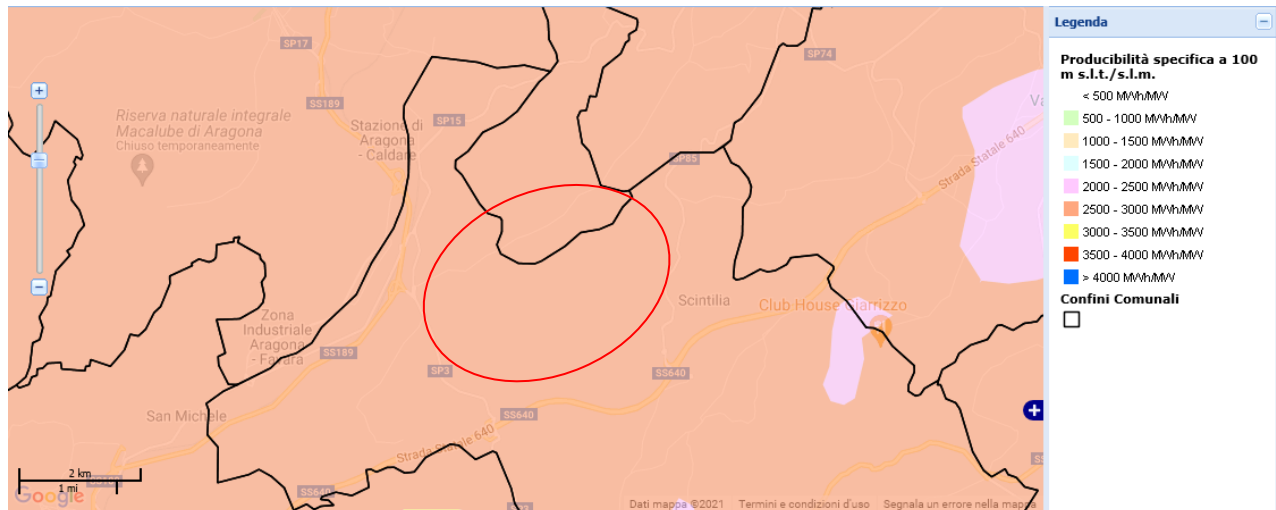 SP17
SP74
Riserva naturale integrale
Macalube di Aragona
Chiuso temporaneamente
SS189
SP15
Stazione di
Aragona
- Caldare
SP85
Strada Statale 640
Va
Scintilia
Club House Giarrizzo
Zona
Industriale
Aragona
- Favara
SS189
SP3
SS640
San Michele
SS640
Strada Statale 640
SS640
2 km
1 mi
Google
Dati mappa ©2021 Termini e condizioni d'uso Segnala un errore nella mappa
Legenda
Producibilità specifica a 100
m s.l.t./s.l.m.
< 500 MWh/MW
500 - 1000 MWh/MW
1000 - 1500 MWh/MW
1500 - 2000 MWh/MW
2000 - 2500 MWh/MW
2500 - 3000 MWh/MW
3000 - 3500 MWh/MW
3500 - 4000 MWh/MW
> 4000 MWh/MW
Confini Comunali